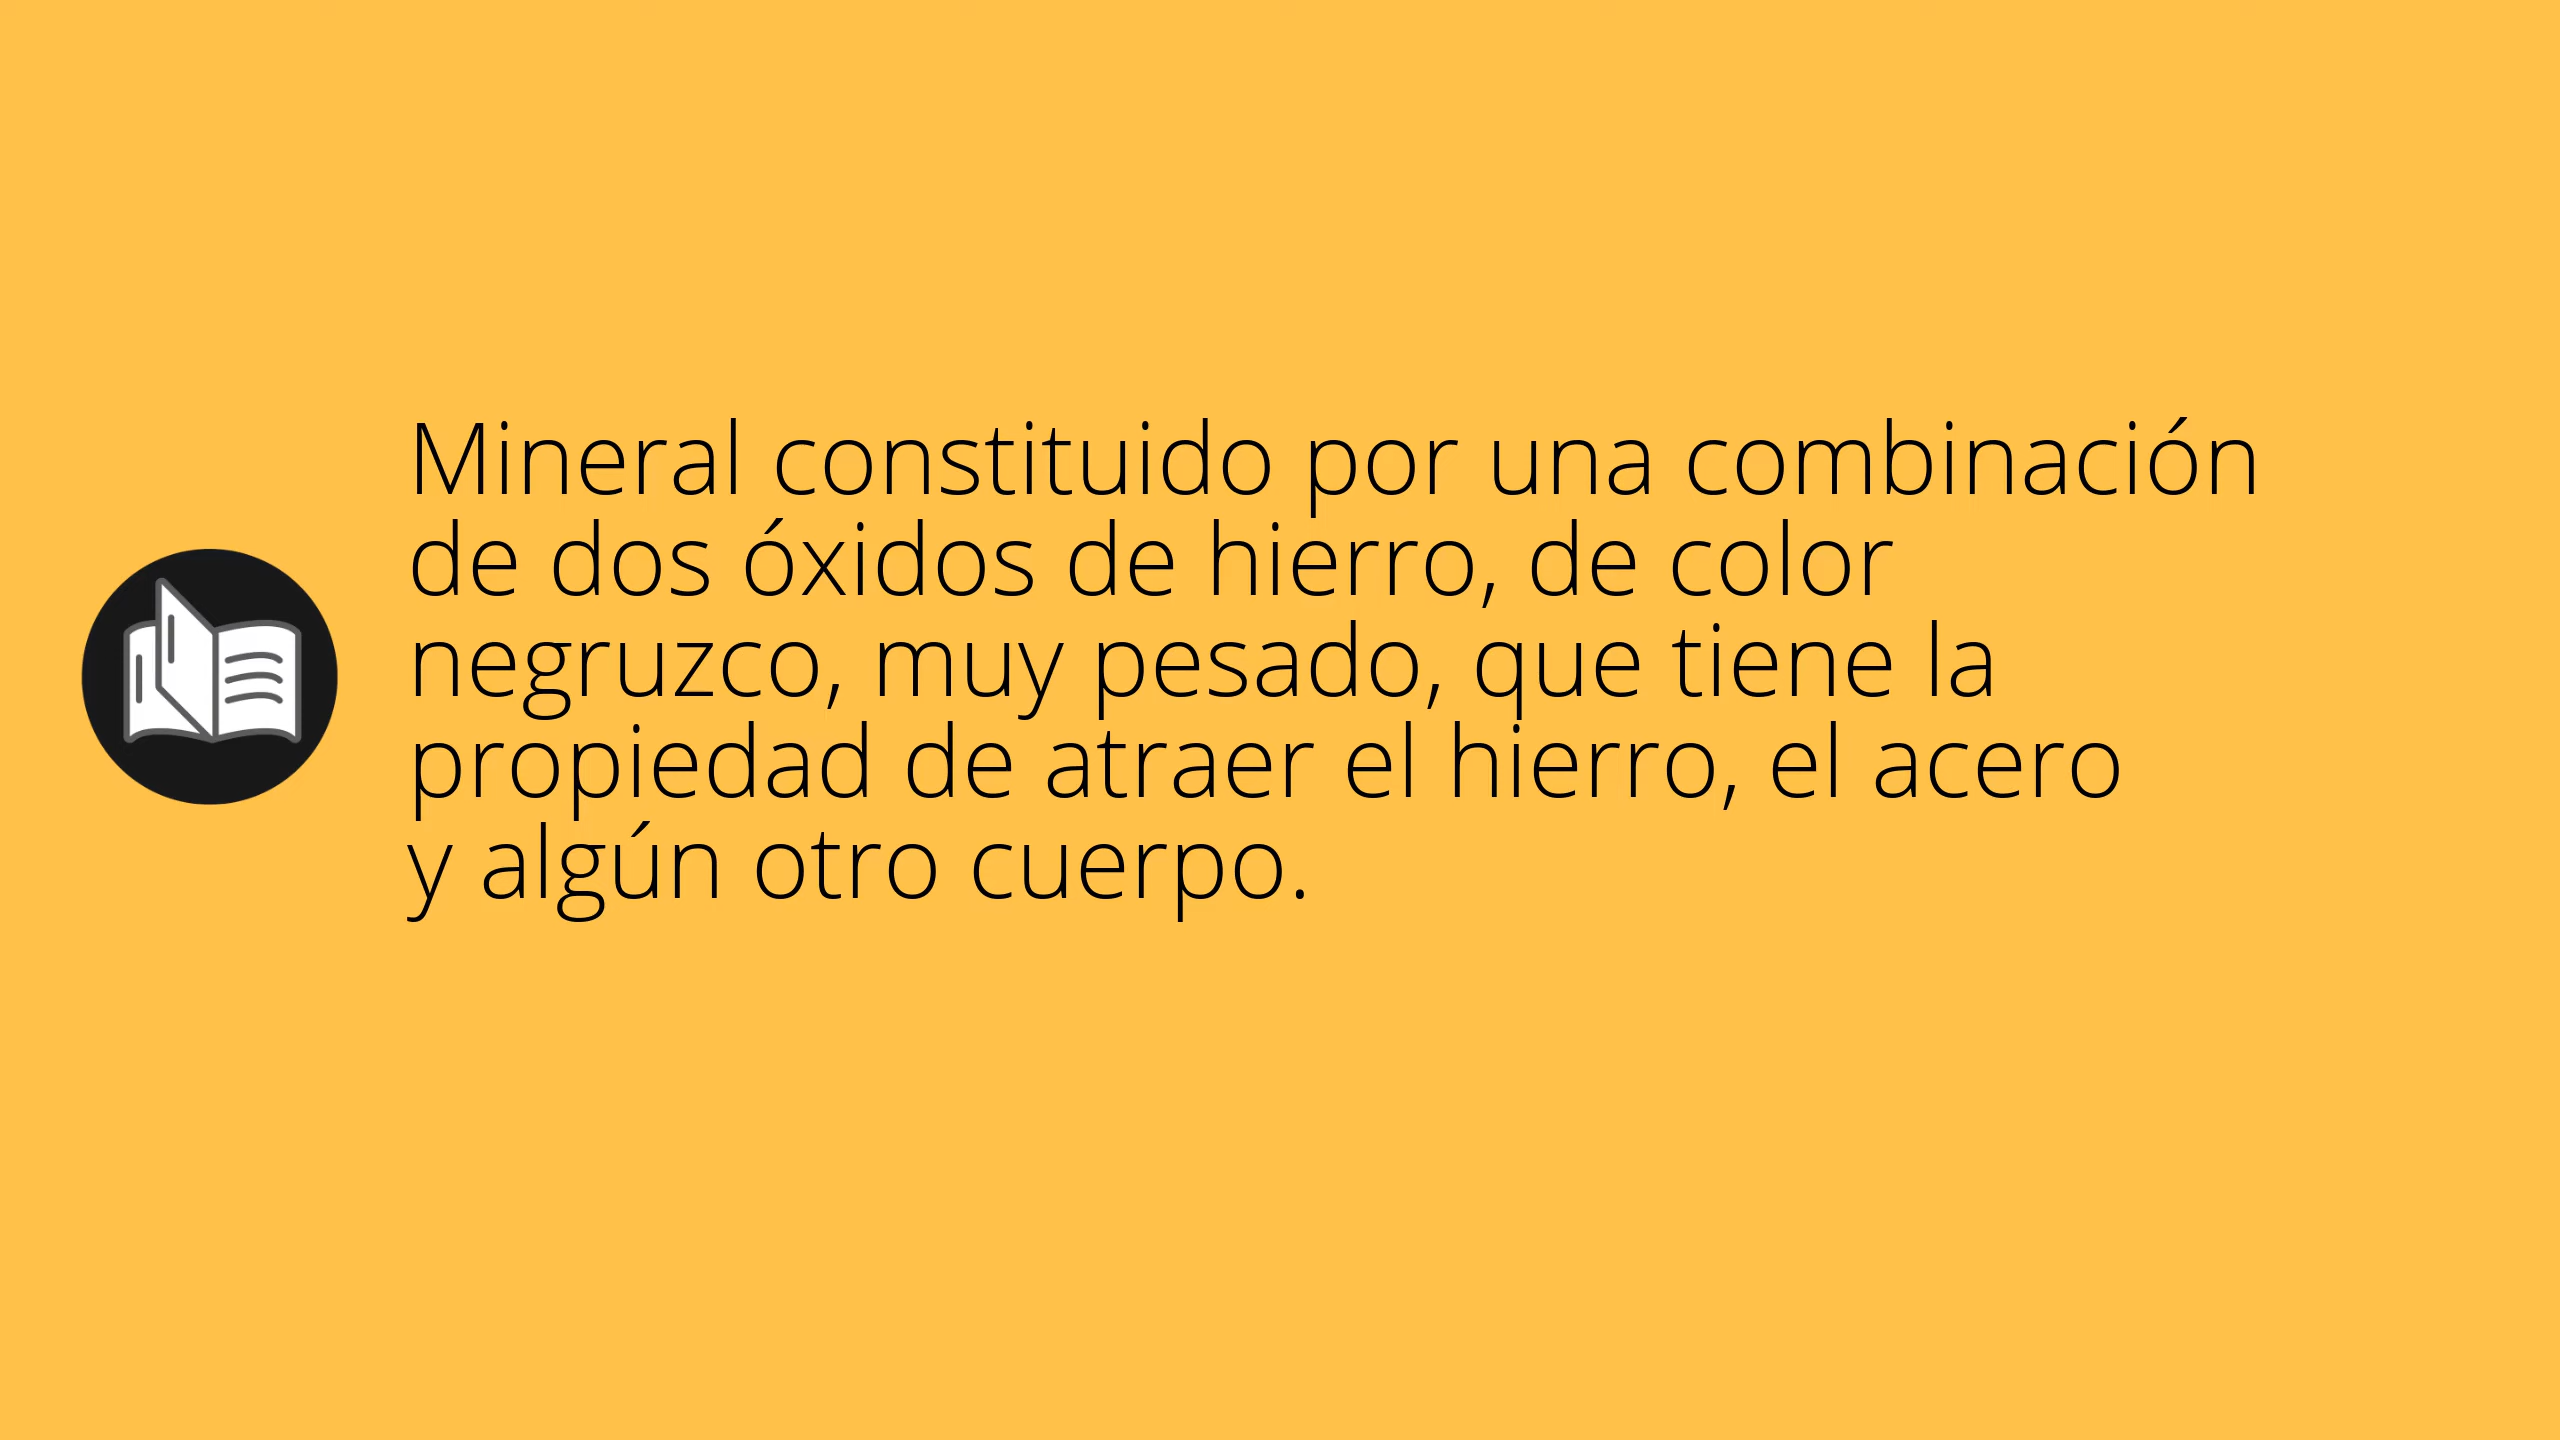 Mineral constituido por una combinación
de dos óxidos de hierro, de color
negruzco, muy pesado, que tiene la
propiedad de atraer el hierro, el acero
y algún otro cuerpo.